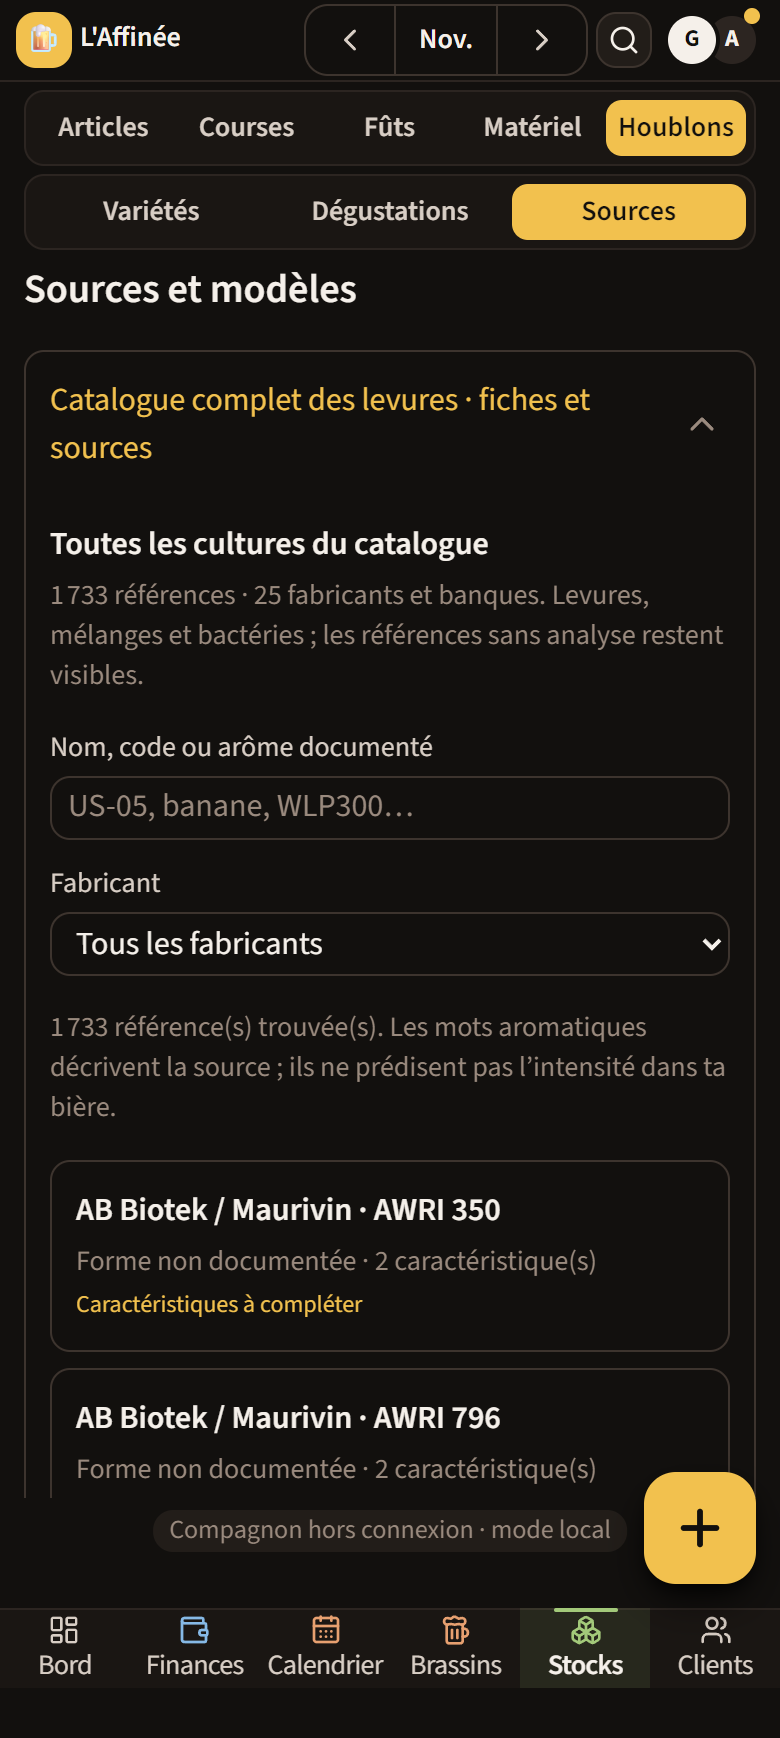 L'Affinée
Nov.
G
A
Articles
Courses
Fûts
Matériel
Houblons
Variétés
Dégustations
Sources
Sources et modèles
Catalogue complet des levures · fiches et
sources
Toutes les cultures du catalogue
1 733 références · 25 fabricants et banques. Levures,
mélanges et bactéries ; les références sans analyse restent
visibles.
Nom, code ou arôme documenté
US-05, banane, WLP300…
Fabricant
Tous les fabricants
1 733 référence(s) trouvée(s). Les mots aromatiques
décrivent la source ; ils ne prédisent pas l’intensité dans ta
bière.
AB Biotek / Maurivin · AWRI 350
Forme non documentée · 2 caractéristique(s)
Caractéristiques à compléter
AB Biotek / Maurivin · AWRI 796
Forme non documentée · 2 caractéristique(s)
Compagnon hors connexion · mode local
Bord
Finances
Calendrier
Brassins
Stocks
Clients